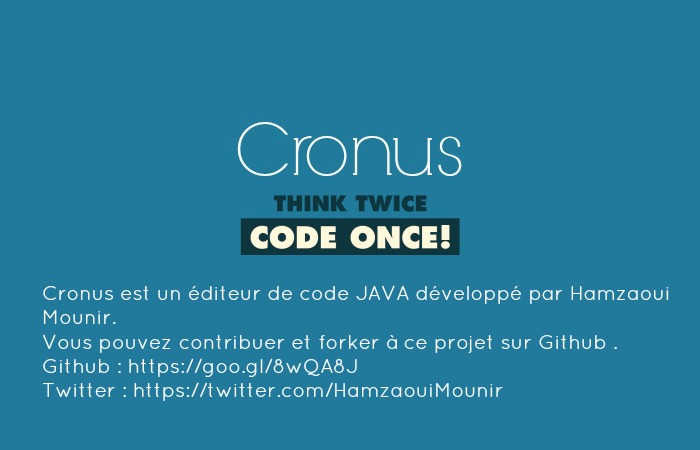 Cronus
THINK TWICE
CODE ONCE!
Cronus est un éditeur de code JAVA développé par Hamzaoui
Mounir.
Vous pouvez contribuer et forker à ce projet sur Github .
Github : https://goo.gl/8wQA8J
Twitter : https://twitter.com/HamzaouiMounir